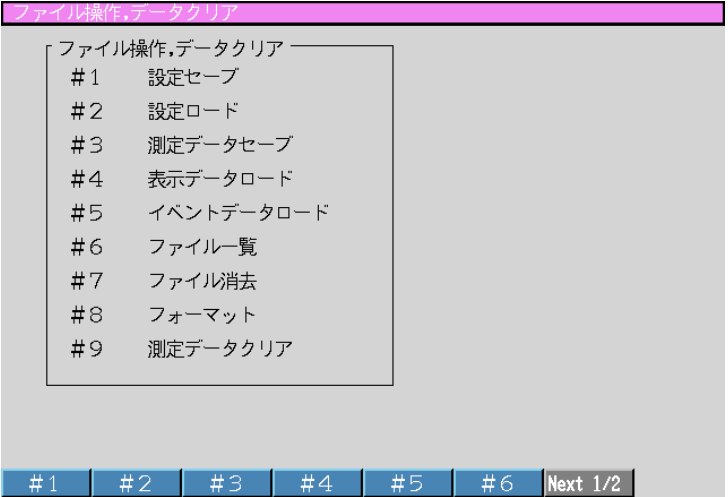 ファイル操作,データクリア
ファイル操作,データクリア
#1 設定セーブ
#2 設定ロード
#3 測定データセーブ
#4 表示データロード
#5 イベントデータロード
#6 ファイル一覧
#7 ファイル消去
#8 フォーマット
#9 測定データクリア
#1 #2 #3 #4 #5 #6 Next 1/2